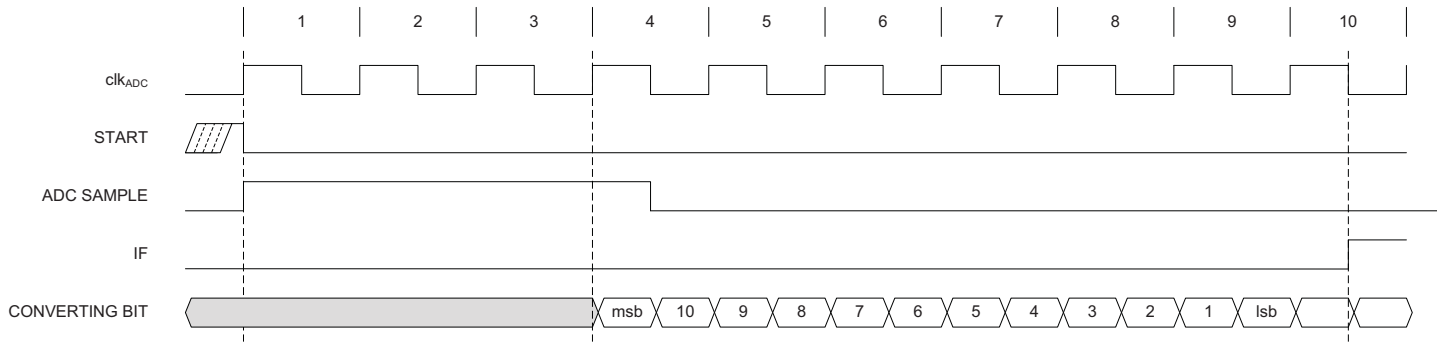 1 2 3 4 5 6 7 8 9 10
clkADC
START
ADC SAMPLE
IF
CONVERTING BIT msb 10 9 8 7 6 5 4 3 2 1 lsb